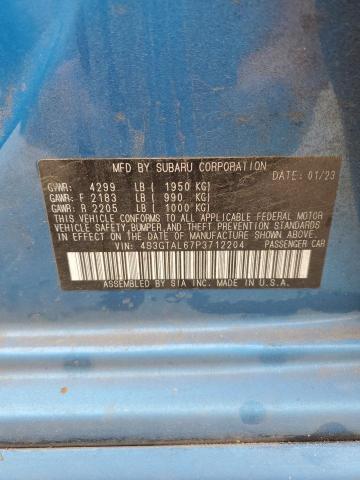 MFD BY SUBARU CORPORATION
DATE: 01/23
GVWR: 4299 LB [ 1950 KG]
GAWR: F 2183 LB [ 990 KG]
GAWR: R 2205 LB [ 1000 KG]
THIS VEHICLE CONFORMS TO ALL APPLICABLE FEDERAL MOTOR
VEHICLE SAFETY,BUMPER,AND THEFT PREVENTION STANDARDS
IN EFFECT ON THE DATE OF MANUFACTURE SHOWN ABOVE.
VIN: 4S3GTAL67P3712204 PASSENGER CAR
ASSEMBLED BY SIA INC. MADE IN U.S.A.